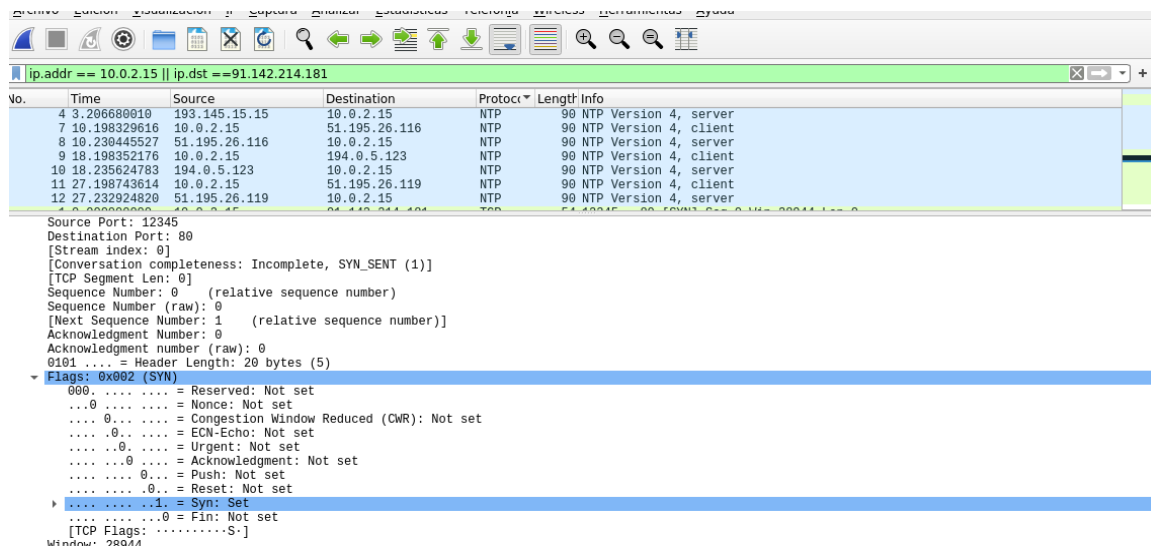 Archivo Edición Visualización Ir Captura Analizar Estadísticas Telefonía Wireless Herramientas Ayuda
ip.addr == 10.0.2.15 || ip.dst ==91.142.214.181
No. Time Source Destination Protoco Length Info
4 3.206680010 193.145.15.15 10.0.2.15 NTP 90 NTP Version 4, server
7 10.198329616 10.0.2.15 51.195.26.116 NTP 90 NTP Version 4, client
8 10.230445527 51.195.26.116 10.0.2.15 NTP 90 NTP Version 4, server
9 18.198352176 10.0.2.15 194.0.5.123 NTP 90 NTP Version 4, client
10 18.235624783 194.0.5.123 10.0.2.15 NTP 90 NTP Version 4, server
11 27.198743614 10.0.2.15 51.195.26.119 NTP 90 NTP Version 4, client
12 27.232924820 51.195.26.119 10.0.2.15 NTP 90 NTP Version 4, server
Source Port: 12345
Destination Port: 80
[Stream index: 0]
[Conversation completeness: Incomplete, SYN_SENT (1)]
[TCP Segment Len: 0]
Sequence Number: 0 (relative sequence number)
Sequence Number (raw): 0
[Next Sequence Number: 1 (relative sequence number)]
Acknowledgment Number: 0
Acknowledgment number (raw): 0
0101 .... = Header Length: 20 bytes (5)
Flags: 0x002 (SYN)
000. .... .... = Reserved: Not set
...0 .... .... = Nonce: Not set
.... 0... .... = Congestion Window Reduced (CWR): Not set
.... .0.. .... = ECN-Echo: Not set
.... ..0. .... = Urgent: Not set
.... ...0 .... = Acknowledgment: Not set
.... .... 0... = Push: Not set
.... .... .0.. = Reset: Not set
.... .... ..1. = Syn: Set
.... .... ...0 = Fin: Not set
[TCP Flags: ··········S·]
Window: 28944